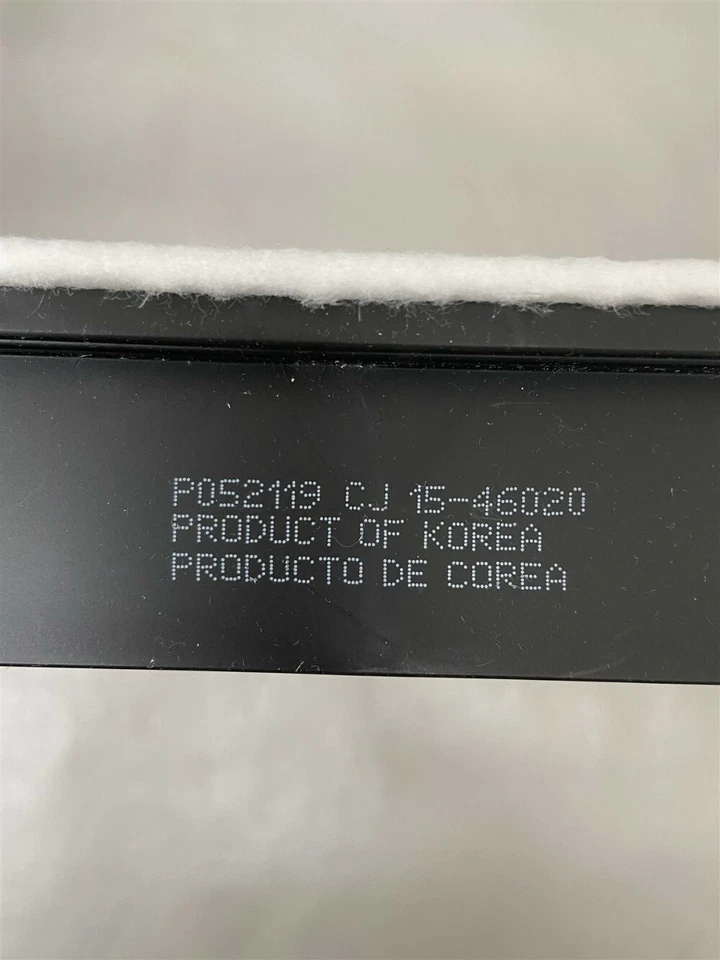 P052119 CJ 15-46020
PRODUCT OF KOREA
PRODUCTO DE COREA